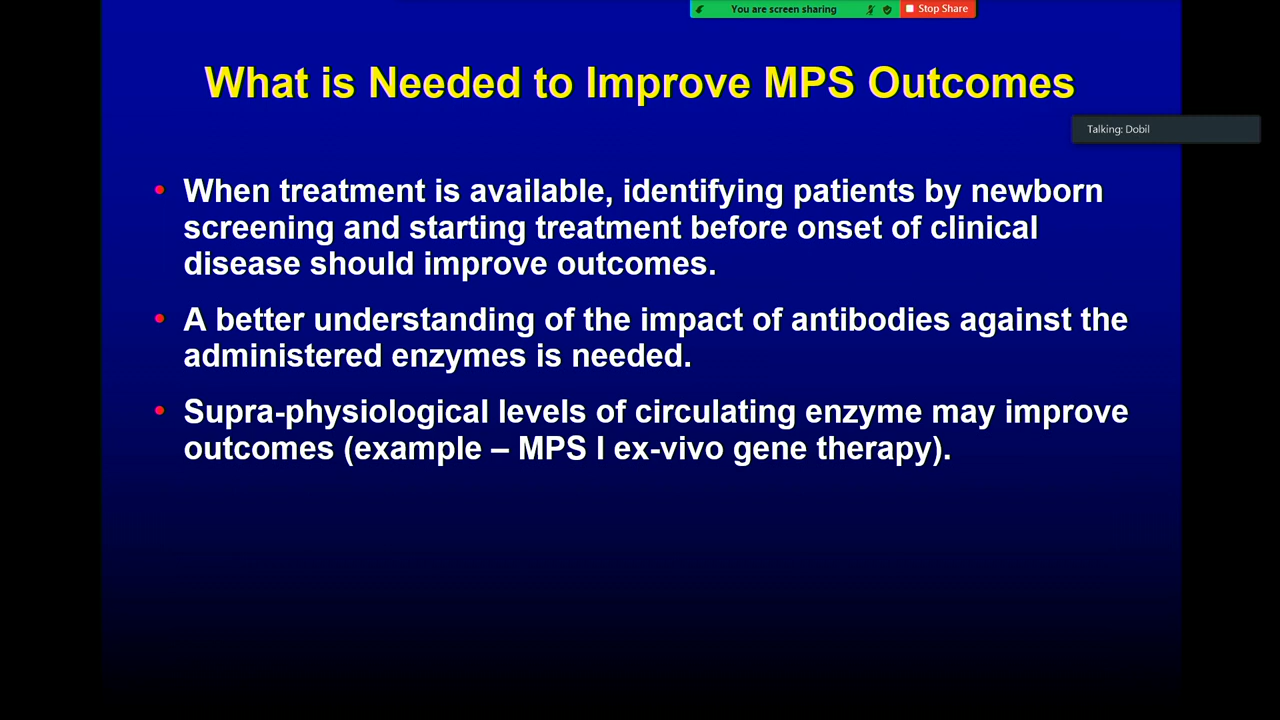 You are screen sharing
Stop Share
What is Needed to Improve MPS Outcomes
Talking: Dobil
• When treatment is available, identifying patients by newborn
screening and starting treatment before onset of clinical
disease should improve outcomes.
• A better understanding of the impact of antibodies against the
administered enzymes is needed.
• Supra-physiological levels of circulating enzyme may improve
outcomes (example – MPS I ex-vivo gene therapy).